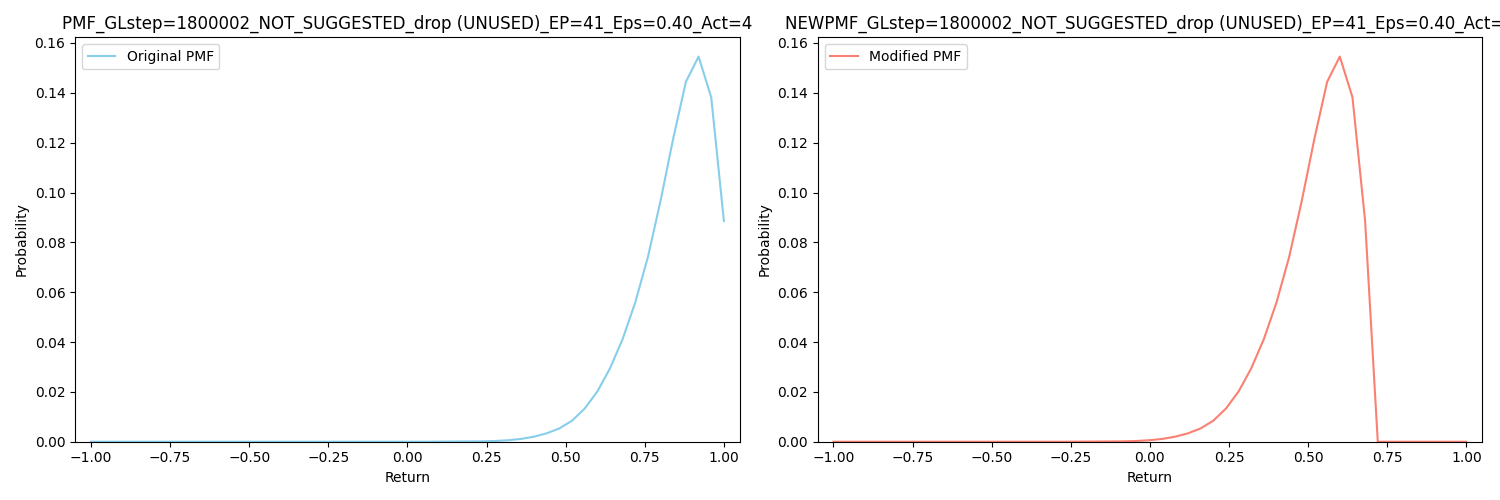 PMF_GLstep=1800002_NOT_SUGGESTED_drop (UNUSED)_EP=41_Eps=0.40_Act=4
Original PMF
Probability
0.16
0.14
0.12
0.10
0.08
0.06
0.04
0.02
0.00
−1.00 −0.75 −0.50 −0.25 0.00 0.25 0.50 0.75 1.00
Return
NEWPMF_GLstep=1800002_NOT_SUGGESTED_drop (UNUSED)_EP=41_Eps=0.40_Act=
Modified PMF
Probability
0.16
0.14
0.12
0.10
0.08
0.06
0.04
0.02
0.00
−1.00 −0.75 −0.50 −0.25 0.00 0.25 0.50 0.75 1.00
Return